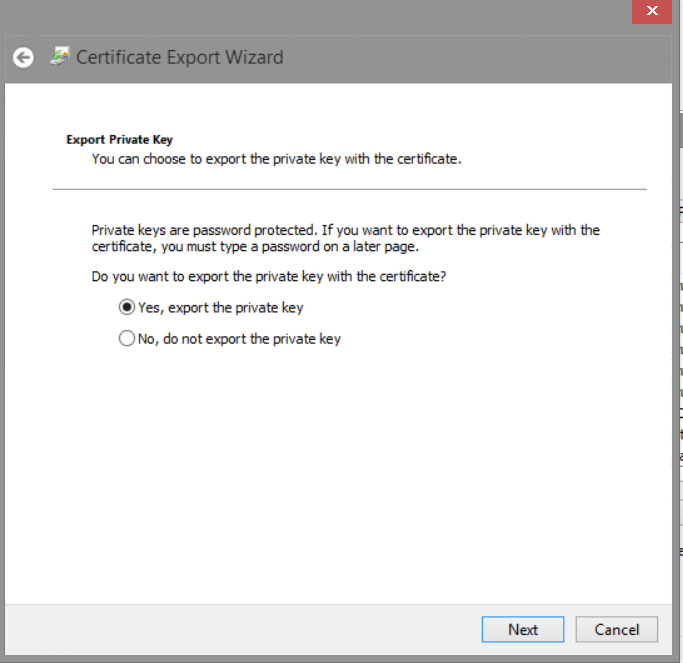 Certificate Export Wizard
Export Private Key
You can choose to export the private key with the certificate.
Private keys are password protected. If you want to export the private key with the
certificate, you must type a password on a later page.
Do you want to export the private key with the certificate?
Yes, export the private key
No, do not export the private key
Next
Cancel